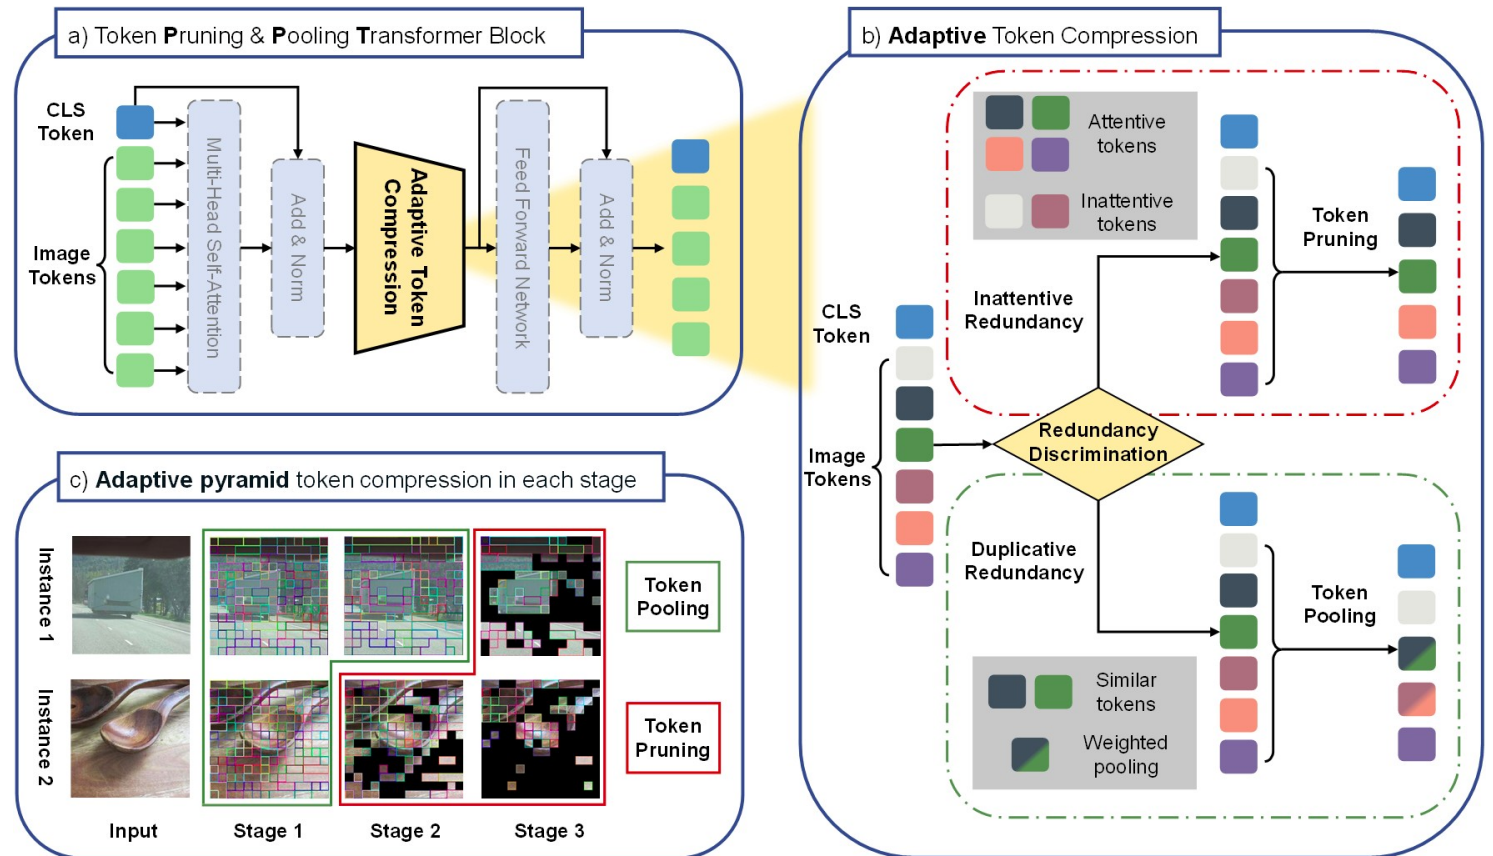 a) Token Pruning & Pooling Transformer Block
CLS
Token
Image
Tokens
Multi-Head Self-Attention
Add & Norm
Adaptive Token
Compression
Feed Forward Network
Add & Norm
b) Adaptive Token Compression
Attentive
tokens
Inattentive
tokens
Token
Pruning
Inattentive
Redundancy
CLS
Token
Image
Tokens
Redundancy
Discrimination
Duplicative
Redundancy
Token
Pooling
Similar
tokens
Weighted
pooling
c) Adaptive pyramid token compression in each stage
Instance 1
Token
Pooling
Instance 2
Token
Pruning
Input
Stage 1
Stage 2
Stage 3